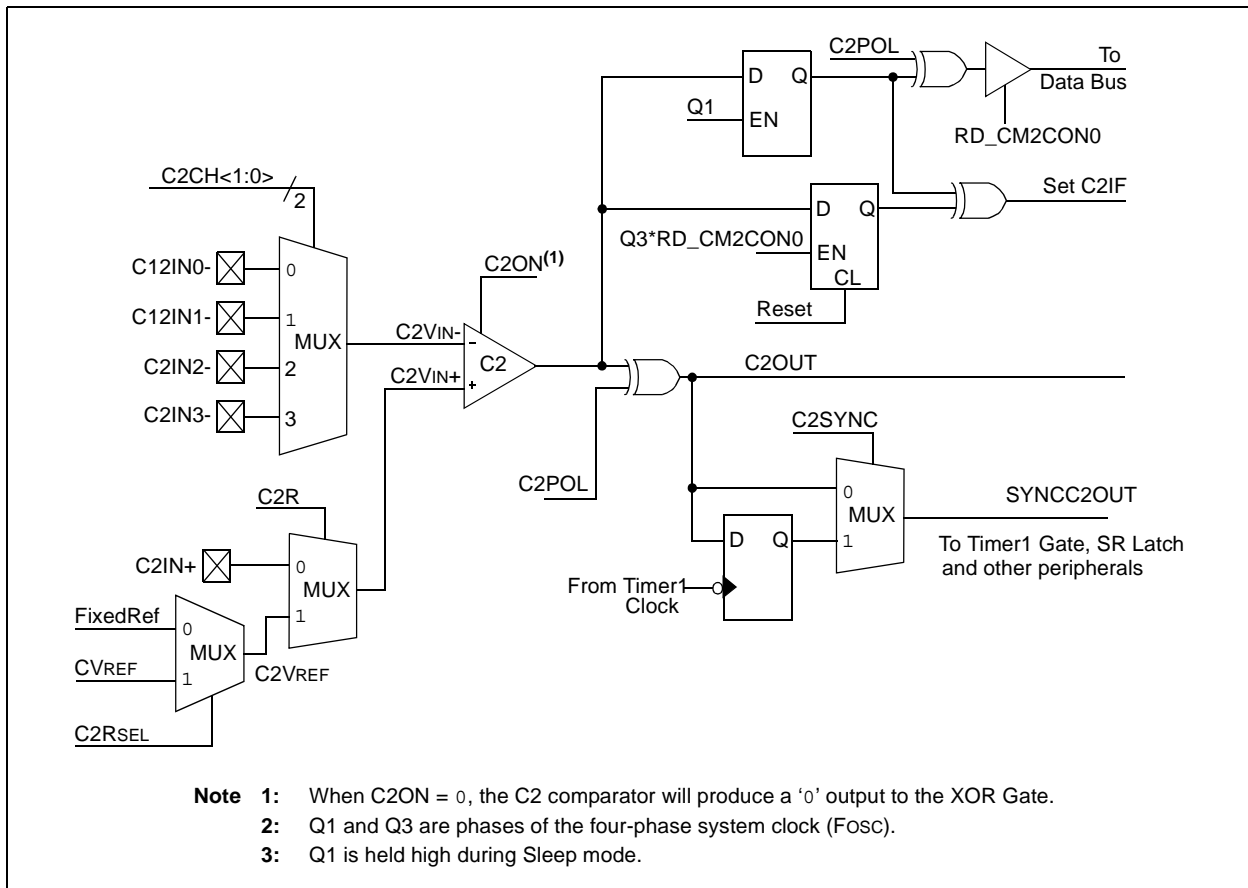 C2POL
To
Data Bus
D Q
Q1
EN
RD_CM2CON0
C2CH<1:0>
2
Set C2IF
D Q
Q3*RD_CM2CON0
EN
CL
Reset
C12IN0-
0
C2ON(1)
C12IN1-
1
MUX
C2VIN-
-
C2
C2IN2-
2
C2VIN+
+
C2OUT
C2IN3-
3
C2SYNC
C2POL
C2R
0
MUX
SYNCC2OUT
D Q
1
To Timer1 Gate, SR Latch
and other peripherals
C2IN+
0
MUX
From Timer1
Clock
FixedRef
0
1
MUX
CVREF
1
C2VREF
C2RSEL
Note 1: When C2ON = 0, the C2 comparator will produce a ‘0’ output to the XOR Gate.
2: Q1 and Q3 are phases of the four-phase system clock (FOSC).
3: Q1 is held high during Sleep mode.